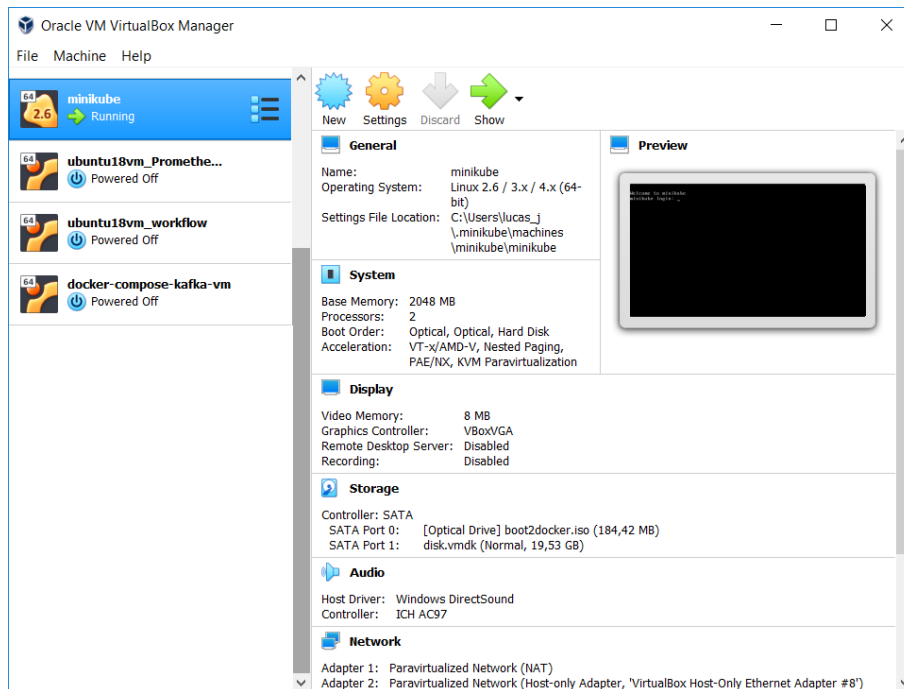 Oracle VM VirtualBox Manager
File Machine Help
64
2.6
minikube
Running
64
ubuntu18vm_Promethe...
Powered Off
64
ubuntu18vm_workflow
Powered Off
64
docker-compose-kafka-vm
Powered Off
New Settings Discard Show
General
Name: minikube
Operating System: Linux 2.6 / 3.x / 4.x (64-
bit)
Settings File Location: C:\Users\lucas_j
\.minikube\machines
\minikube\minikube
Preview
Welcome to minikube
minikube login: _
System
Base Memory: 2048 MB
Processors: 2
Boot Order: Optical, Optical, Hard Disk
Acceleration: VT-x/AMD-V, Nested Paging,
PAE/NX, KVM Paravirtualization
Display
Video Memory: 8 MB
Graphics Controller: VBoxVGA
Remote Desktop Server: Disabled
Recording: Disabled
Storage
Controller: SATA
SATA Port 0: [Optical Drive] boot2docker.iso (184,42 MB)
SATA Port 1: disk.vmdk (Normal, 19,53 GB)
Audio
Host Driver: Windows DirectSound
Controller: ICH AC97
Network
Adapter 1: Paravirtualized Network (NAT)
Adapter 2: Paravirtualized Network (Host-only Adapter, 'VirtualBox Host-Only Ethernet Adapter #8')